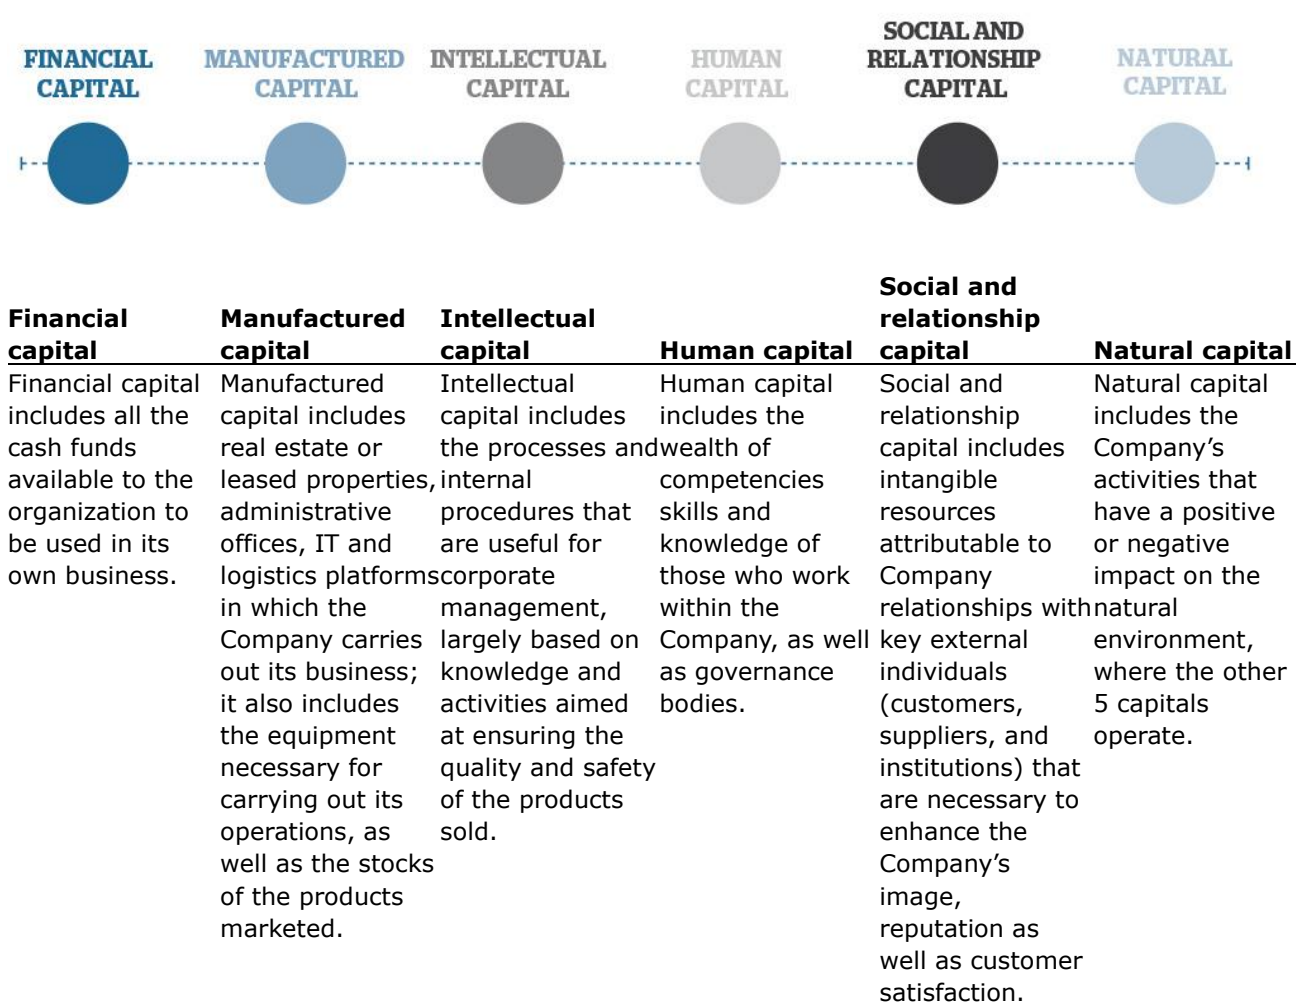 FINANCIAL
CAPITAL
MANUFACTURED
CAPITAL
INTELLECTUAL
CAPITAL
HUMAN
CAPITAL
SOCIAL AND
RELATIONSHIP
CAPITAL
NATURAL
CAPITAL
Financial
capital
Financial capital
includes all the
cash funds
available to the
organization to
be used in its
own business.
Manufactured
capital
Manufactured
capital includes
real estate or
leased properties,
administrative
offices, IT and
logistics platforms
in which the
Company carries
out its business;
it also includes
the equipment
necessary for
carrying out its
operations, as
well as the stocks
of the products
marketed.
Intellectual
capital
Intellectual
capital includes
the processes and
internal
procedures that
are useful for
corporate
management,
largely based on
knowledge and
activities aimed
at ensuring the
quality and safety
of the products
sold.
Human capital
Human capital
includes the
wealth of
competencies
skills and
knowledge of
those who work
within the
Company, as well
as governance
bodies.
Social and
relationship
capital
Social and
relationship
capital includes
intangible
resources
attributable to
Company
relationships with
key external
individuals
(customers,
suppliers, and
institutions) that
are necessary to
enhance the
Company’s
image,
reputation as
well as customer
satisfaction.
Natural capital
Natural capital
includes the
Company’s
activities that
have a positive
or negative
impact on the
natural
environment,
where the other
5 capitals
operate.